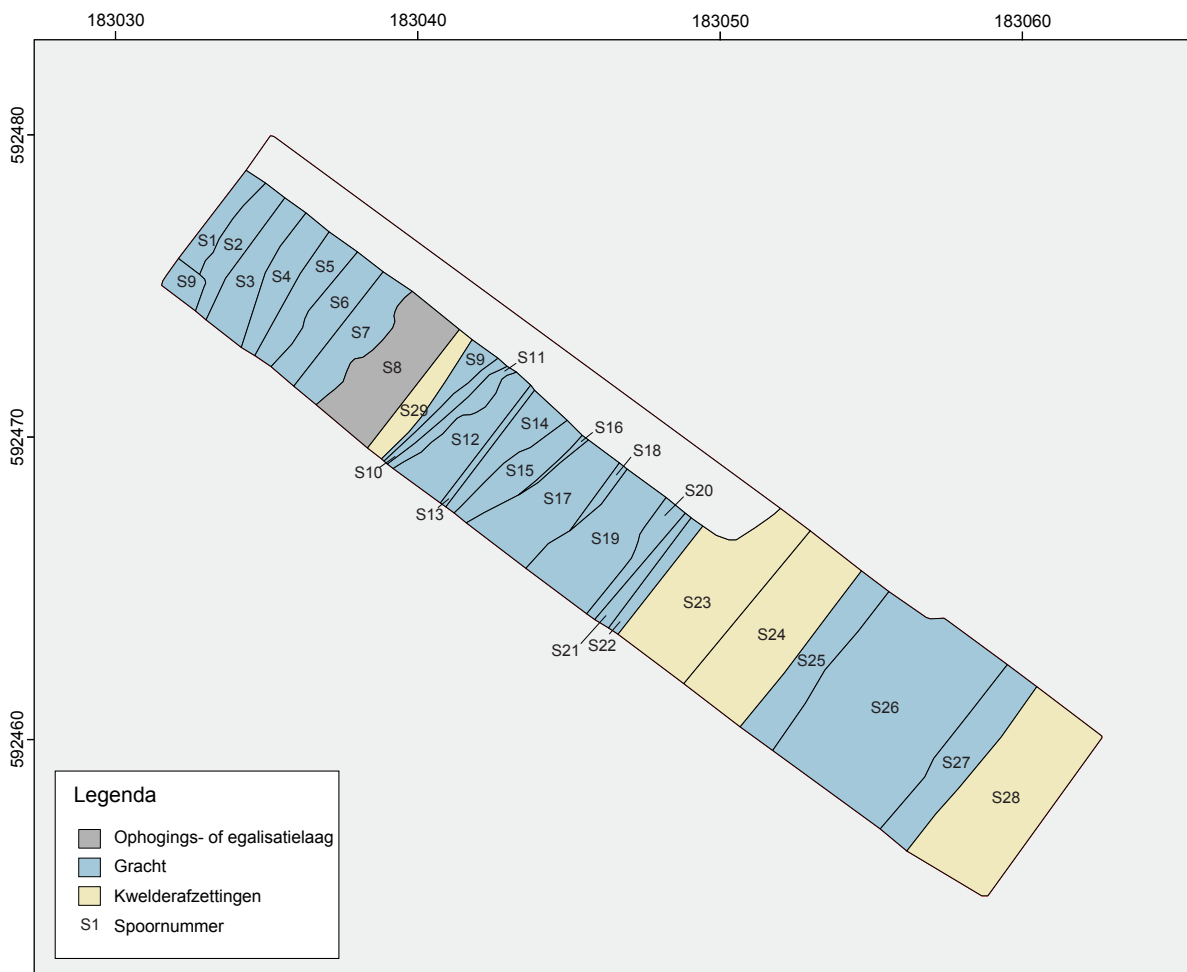 183030 183040 183050 183060
592480
592470
592460
S1
S2
S9
S3
S4
S5
S6
S7
S8
S29
S9
S11
S10
S12
S13
S14
S15
S16
S17
S18
S19
S20
S21
S22
S23
S24
S25
S26
S27
S28
Legenda
Ophogings- of egalisatielaag
Gracht
Kwelderafzettingen
S1 Spoornummer